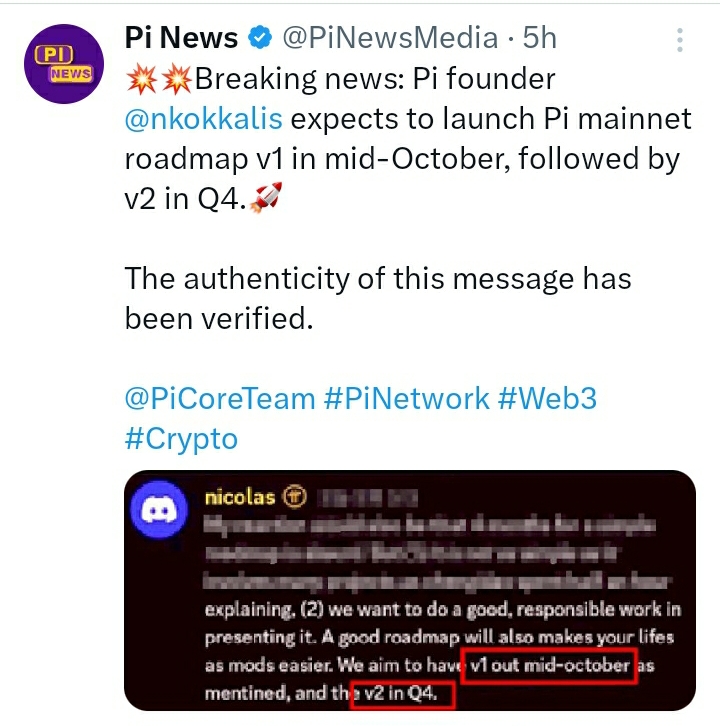 PI
NEWS
Pi News @PiNewsMedia · 5h
💥💥Breaking news: Pi founder
@nkokkalis expects to launch Pi mainnet
roadmap v1 in mid-October, followed by
v2 in Q4.🚀
The authenticity of this message has
been verified.
@PiCoreTeam #PiNetwork #Web3
#Crypto
nicolas
explaining, (2) we want to do a good, responsible work in
presenting it. A good roadmap will also makes your lifes
as mods easier. We aim to have v1 out mid-october as
mentined, and the v2 in Q4.